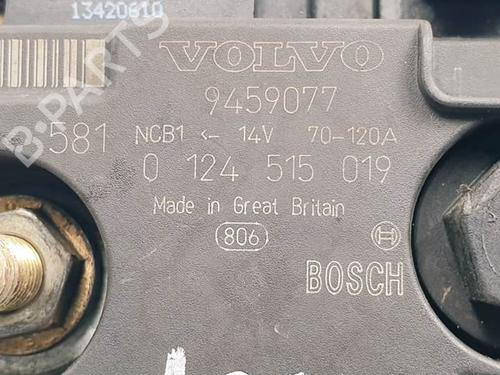 13420610
VOLVO
9459077
581 NCB1 <- 14V 70-120A
0 124 515 019
Made in Great Britain
806
BOSCH
B-PARTS